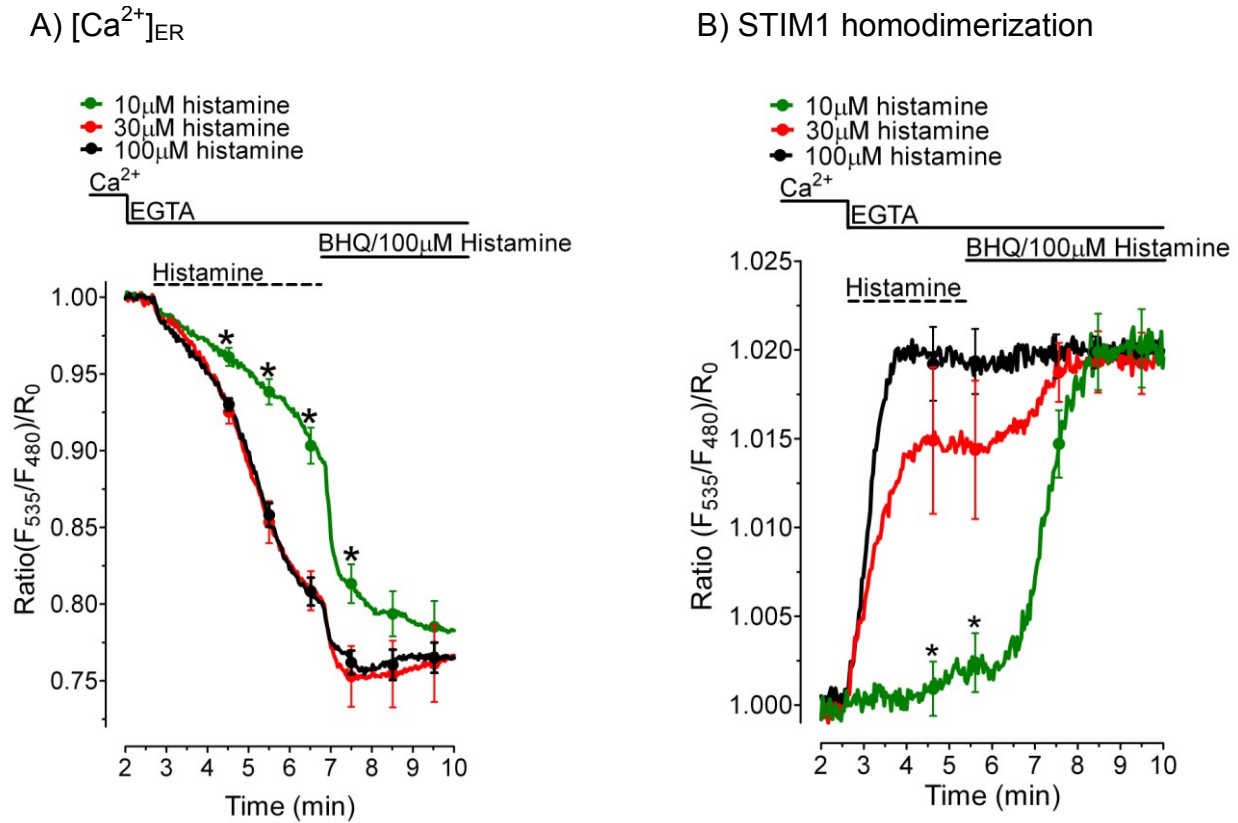 A) [Ca²⁺]ER
B) STIM1 homodimerization
10µM histamine
30µM histamine
100µM histamine
Ca²⁺
EGTA
BHQ/100µM Histamine
Histamine
1.00
0.95
0.90
0.85
0.80
0.75
Ratio(F535/F480)/R0
* * * *
2 3 4 5 6 7 8 9 10
Time (min)
10µM histamine
30µM histamine
100µM histamine
Ca²⁺
EGTA
BHQ/100µM Histamine
Histamine
1.025
1.020
1.015
1.010
1.005
1.000
Ratio (F535/F480)/R0
* *
2 3 4 5 6 7 8 9 10
Time (min)